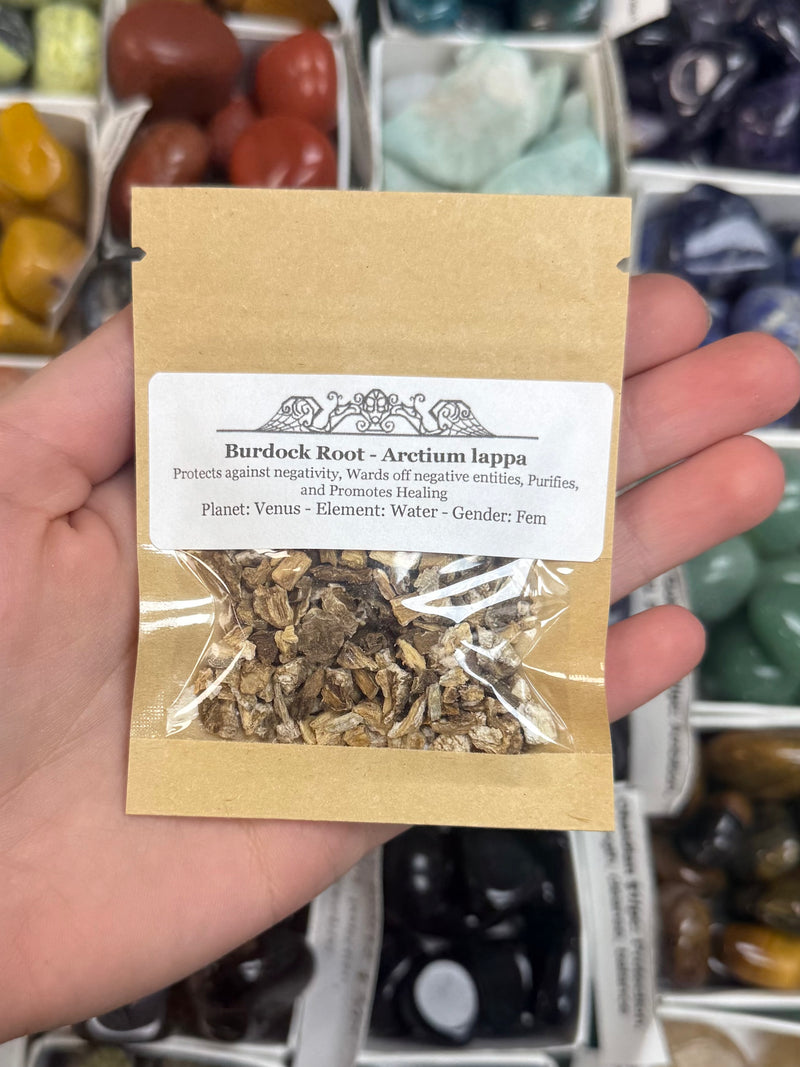 Burdock Root - Arctium lappa
Protects against negativity, Wards off negative entities, Purifies,
and Promotes Healing
Planet: Venus - Element: Water - Gender: Fem